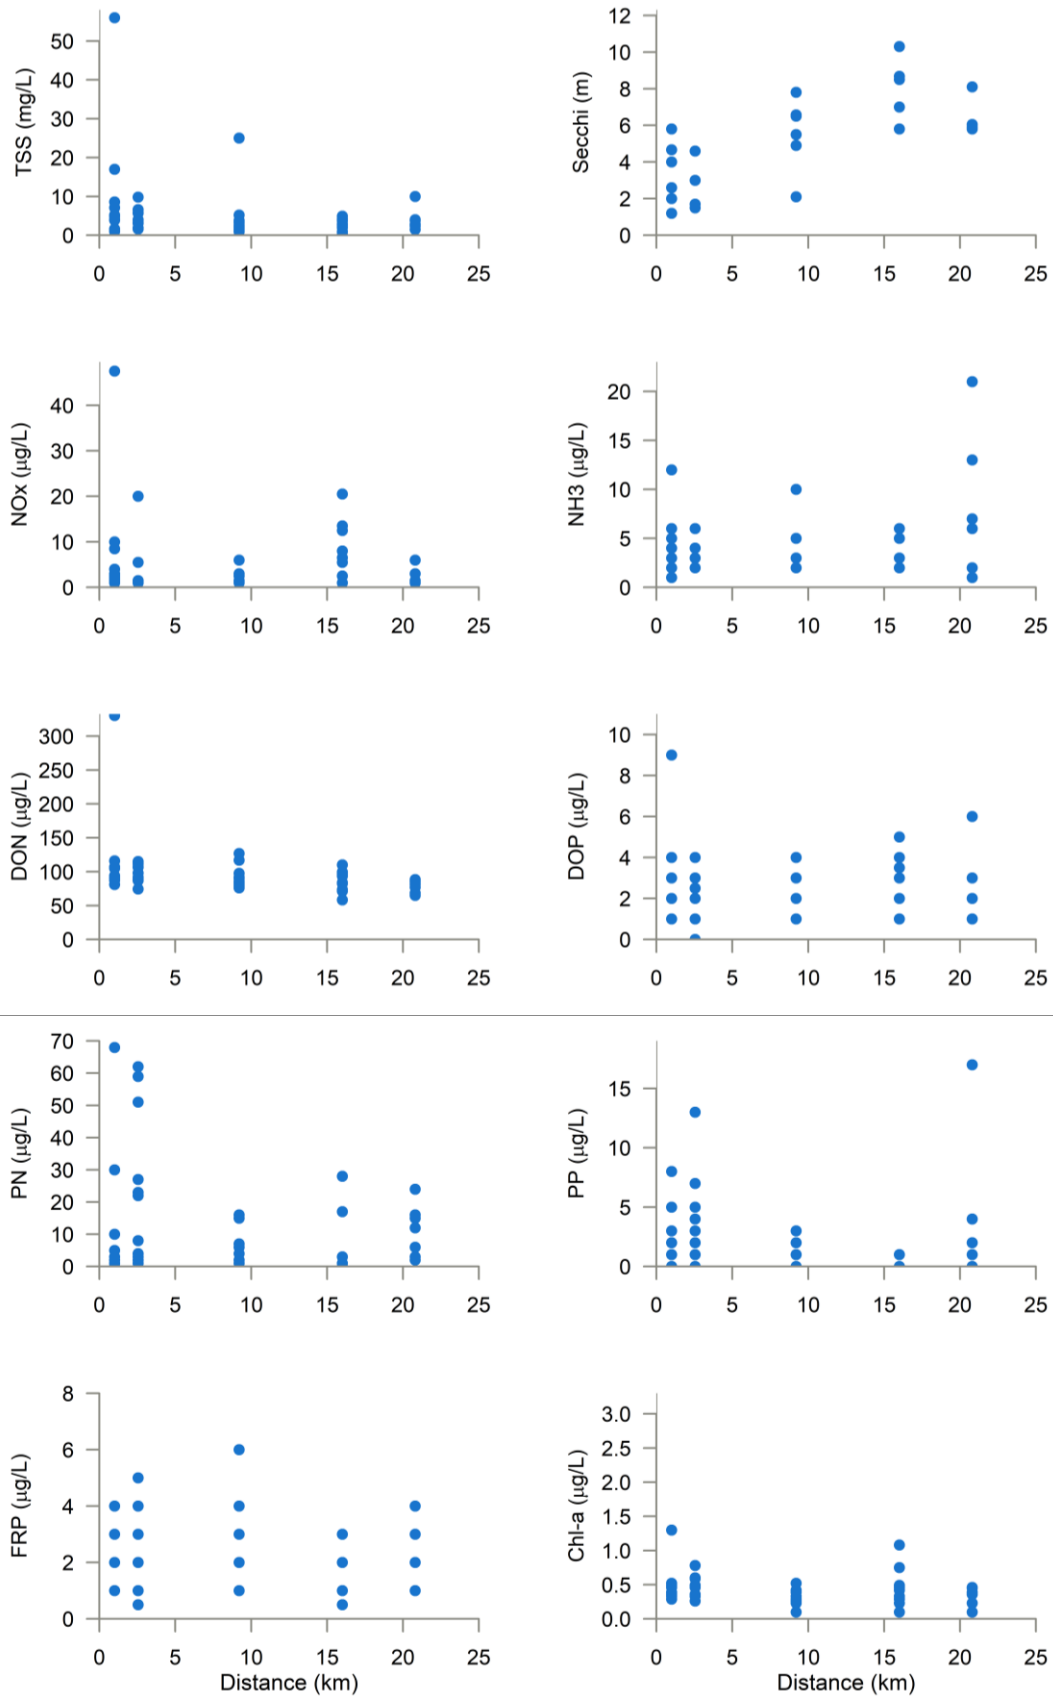 TSS (mg/L)
50
40
30
20
10
0
0 5 10 15 20 25
Secchi (m)
12
10
8
6
4
2
0
0 5 10 15 20 25
NOx (µg/L)
40
30
20
10
0
0 5 10 15 20 25
NH3 (µg/L)
20
15
10
5
0
0 5 10 15 20 25
DON (µg/L)
300
250
200
150
100
50
0
0 5 10 15 20 25
DOP (µg/L)
10
8
6
4
2
0
0 5 10 15 20 25
PN (µg/L)
70
60
50
40
30
20
10
0
0 5 10 15 20 25
PP (µg/L)
15
10
5
0
0 5 10 15 20 25
FRP (µg/L)
8
6
4
2
0
0 5 10 15 20 25
Distance (km)
Chl-a (µg/L)
3.0
2.5
2.0
1.5
1.0
0.5
0.0
0 5 10 15 20 25
Distance (km)